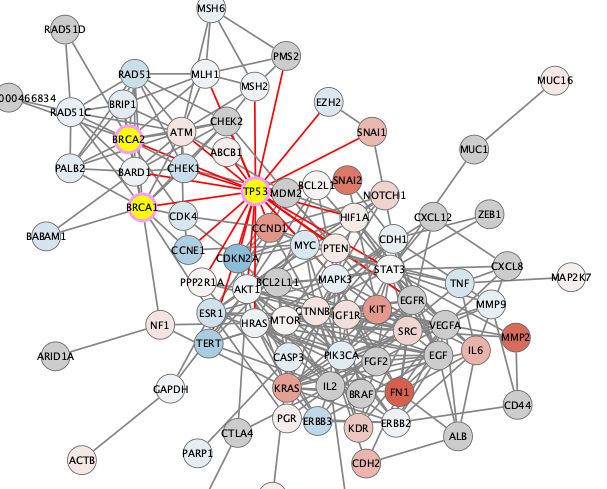 MSH6
RAD51D
PMS2
RAD51
MLH1
MSH2
MUC16
000466834
BRIP1
EZH2
RAD51C
CHEK2
ATM
SNAI1
BRCA2
ABCB1
MUC1
PALB2
BARD1
CHEK1
BCL2L1
SNAI2
TP53
MDM2
NOTCH1
BRCA1
CDK4
HIF1A
CXCL12
ZEB1
CCND1
BABAM1
CCNE1
MYC
PTEN
CDH1
CDKN2A
STAT3
CXCL8
PPP2R1A
AKT1
BCL2L11
MAPK3
TNF
MAP2K7
EGFR
MMP9
ESR1
HRAS
MTOR
CTNNB1
IGF1R
KIT
NF1
VEGFA
SRC
MMP2
TERT
ARID1A
CASP3
PIK3CA
FGF2
EGF
IL6
GAPDH
KRAS
IL2
BRAF
FN1
CD44
PGR
ERBB3
KDR
ERBB2
CTLA4
ALB
ACTB
PARP1
CDH2